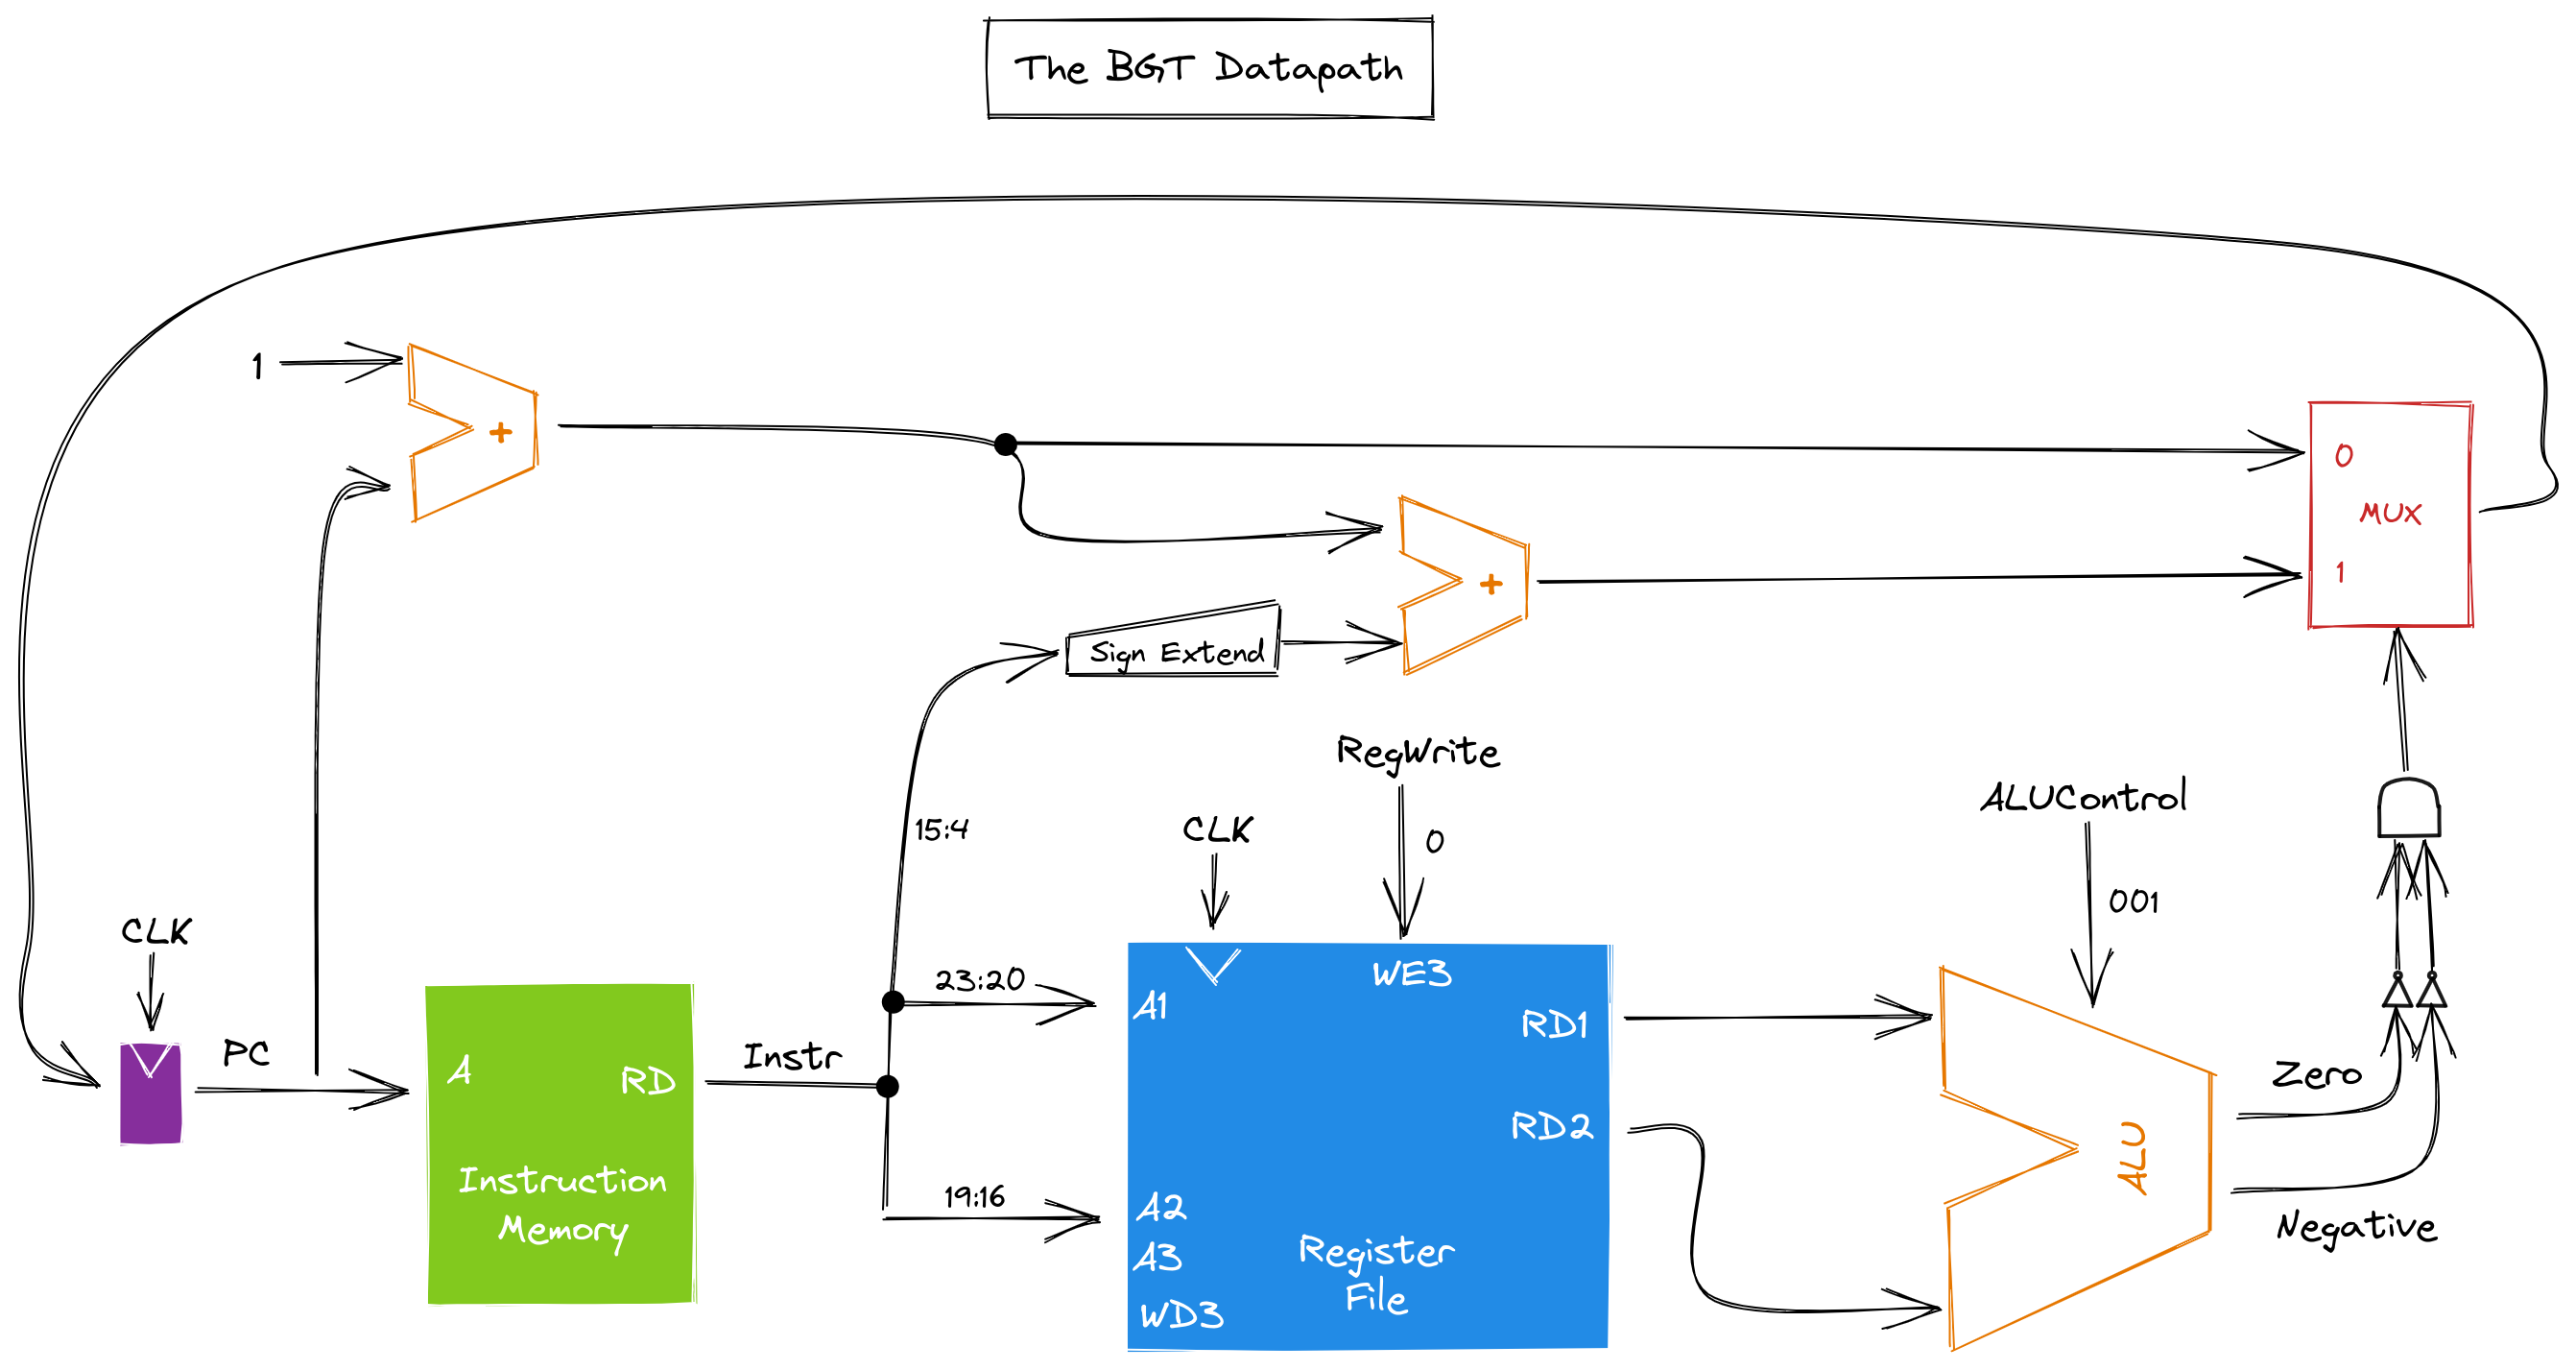 The BGT Datapath
1
+
0
MUX
1
+
Sign Extend
RegWrite
0
CLK
15:4
ALUControl
001
CLK
PC
A
RD
Instruction
Memory
Instr
23:20
19:16
A1
WE3
RD1
RD2
A2
A3
WD3
Register
File
ALU
Zero
Negative